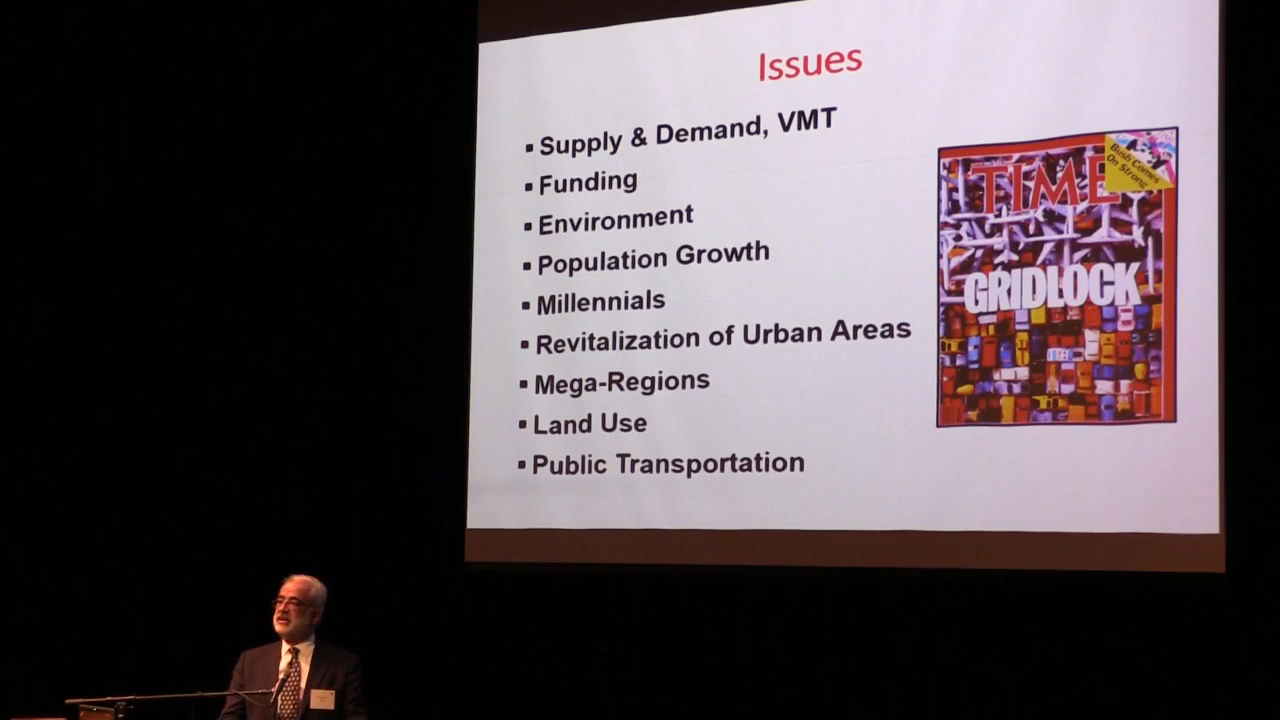 Issues
▪ Supply & Demand, VMT
▪ Funding
▪ Environment
▪ Population Growth
▪ Millennials
▪ Revitalization of Urban Areas
▪ Mega-Regions
▪ Land Use
▪ Public Transportation
Bush Comes
On Strong
TIME
GRIDLOCK